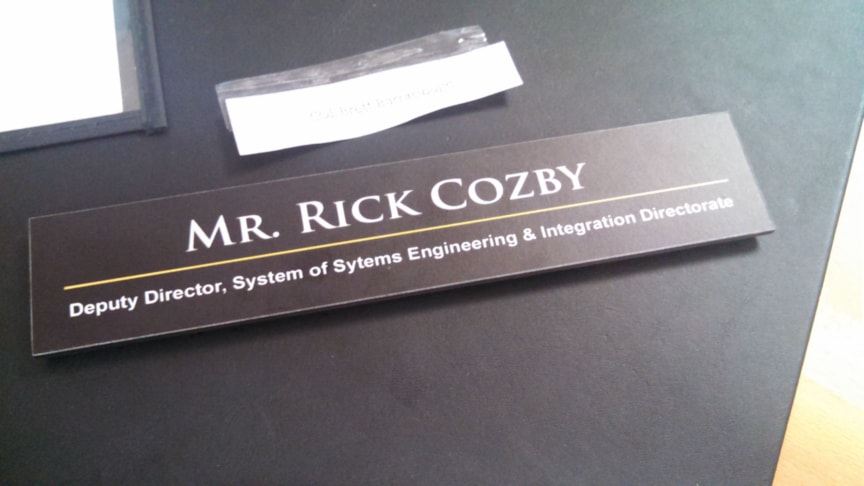 MR. RICK COZBY
Deputy Director, System of Sytems Engineering & Integration Directorate